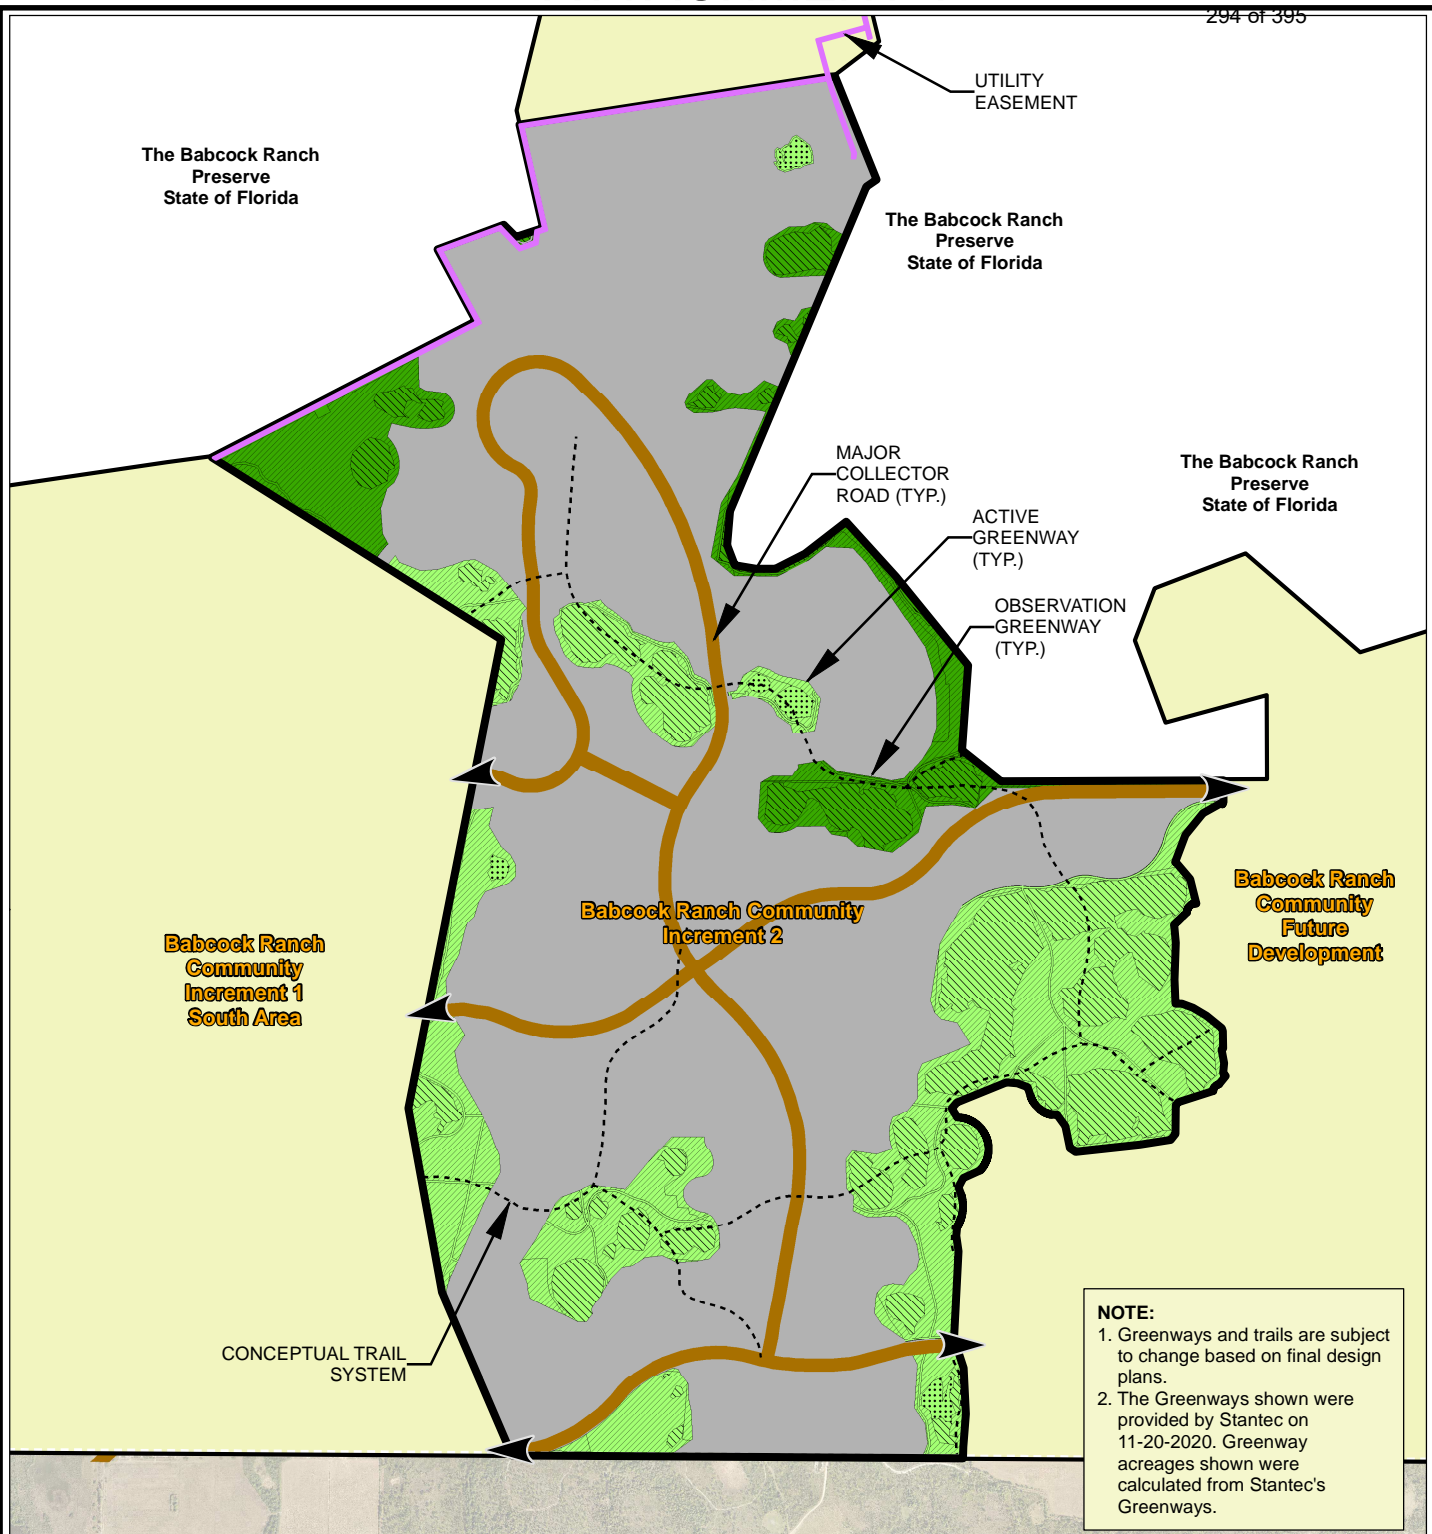 294 of 395
UTILITY
EASEMENT
The Babcock Ranch
Preserve
State of Florida
The Babcock Ranch
Preserve
State of Florida
MAJOR
COLLECTOR
ROAD (TYP.)
The Babcock Ranch
Preserve
State of Florida
ACTIVE
GREENWAY
(TYP.)
OBSERVATION
GREENWAY
(TYP.)
Babcock Ranch Community
Increment 2
Babcock Ranch
Community
Future
Development
Babcock Ranch
Community
Increment 1
South Area
CONCEPTUAL TRAIL
SYSTEM
NOTE:
1. Greenways and trails are subject
to change based on final design
plans.
2. The Greenways shown were
provided by Stantec on
11-20-2020. Greenway
acreages shown were
calculated from Stantec's
Greenways.